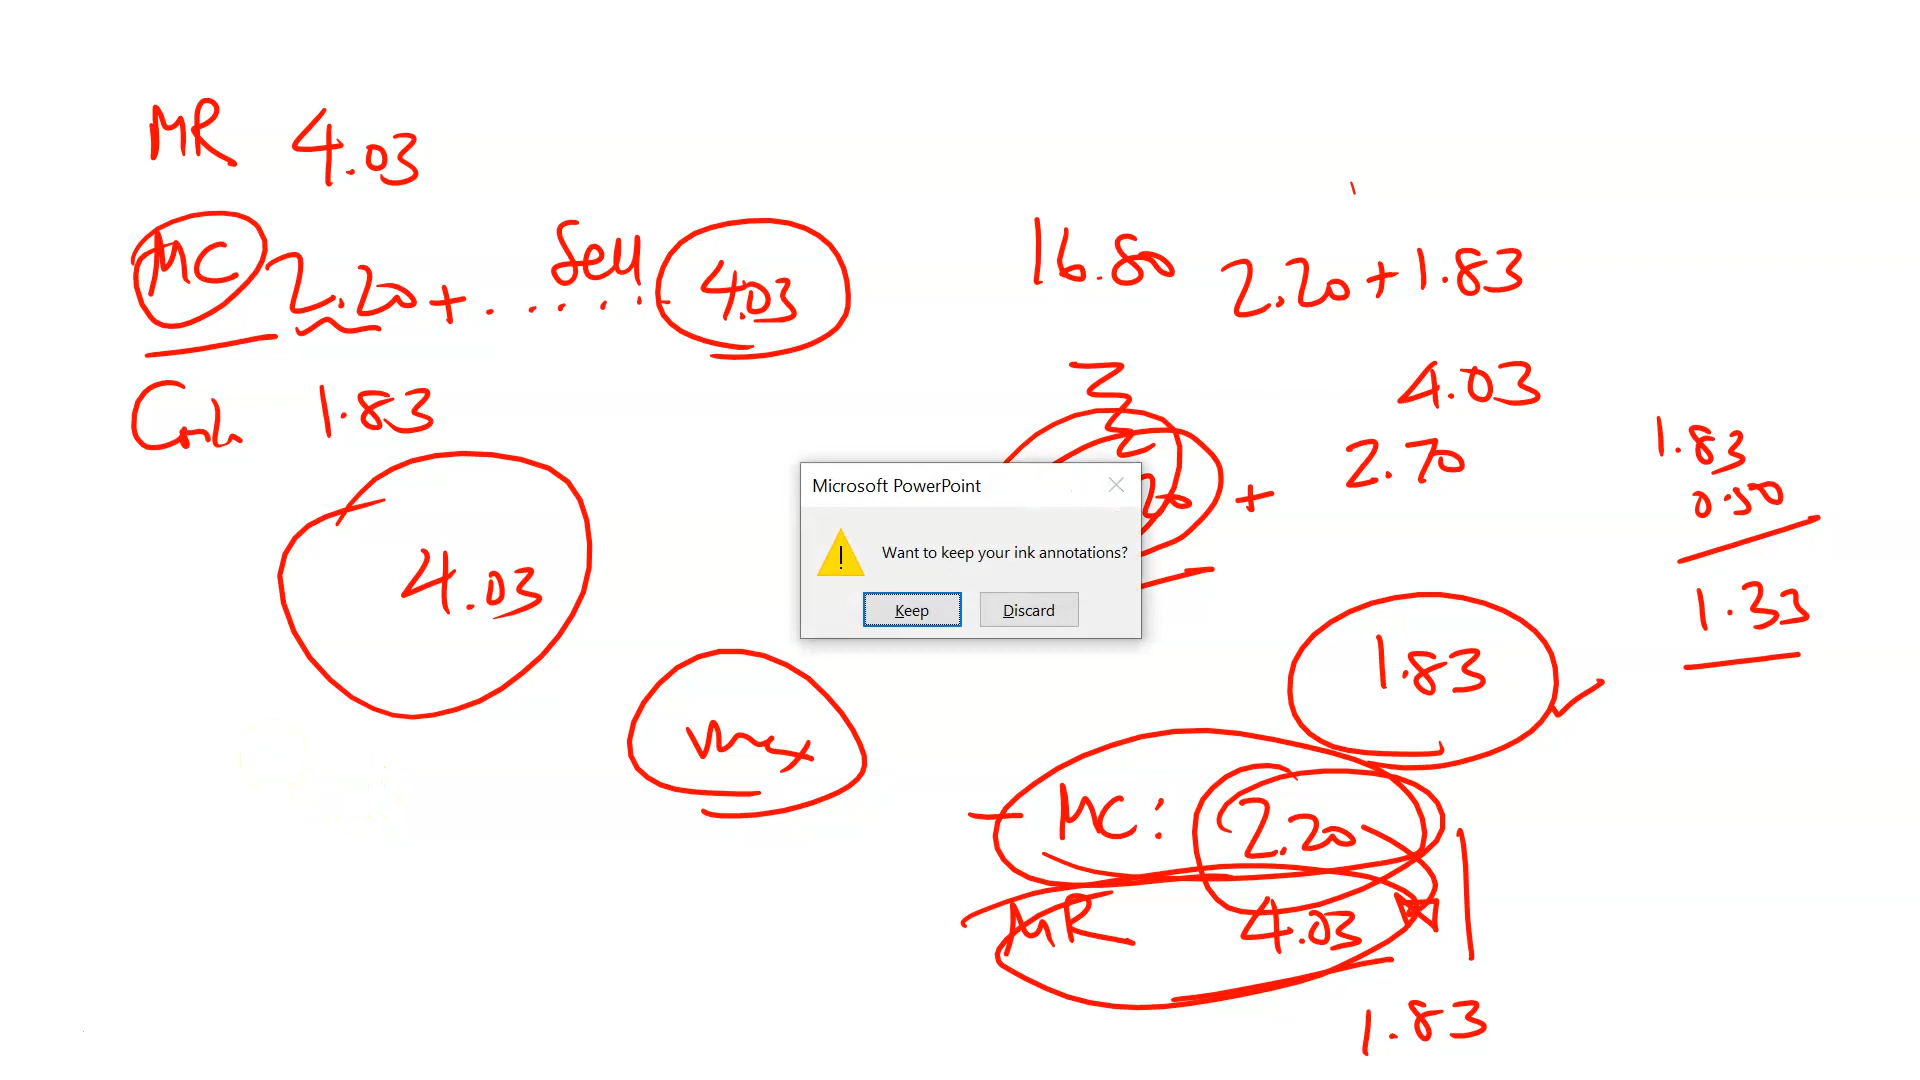 MR 4.03
MC 2.20 + ...... Sell 4.03
Cont. 1.83
4.03
max
16.80 2.20 + 1.83
4.03
20 + 2.70
1.83
0.50
1.33
Microsoft PowerPoint
Want to keep your ink annotations?
Keep Discard
1.83
MC: 2.20
MR 4.03
1.83